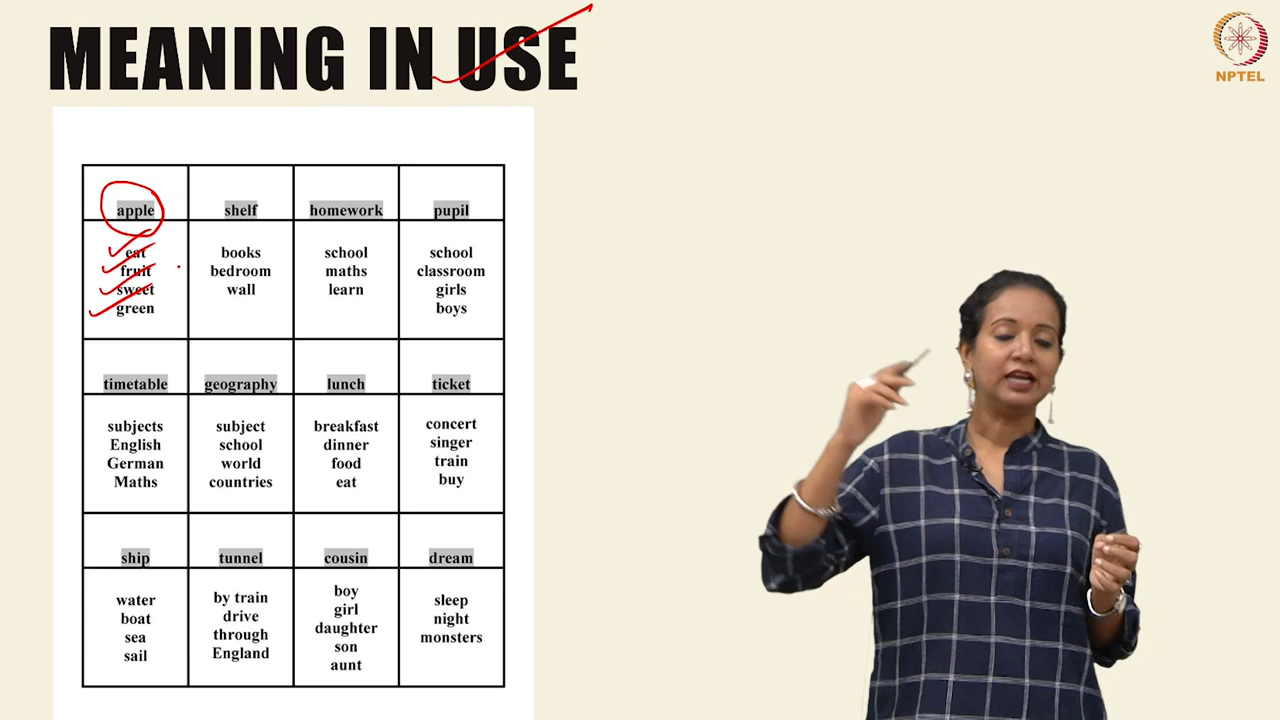 MEANING IN USE
NPTEL
apple shelf homework pupil
eat books school school
fruit bedroom maths classroom
sweet wall learn girls
green boys
timetable geography lunch ticket
subjects subject breakfast concert
English school dinner singer
German world food train
Maths countries eat buy
ship tunnel cousin dream
water by train boy sleep
boat drive girl night
sea through daughter monsters
sail England son
aunt